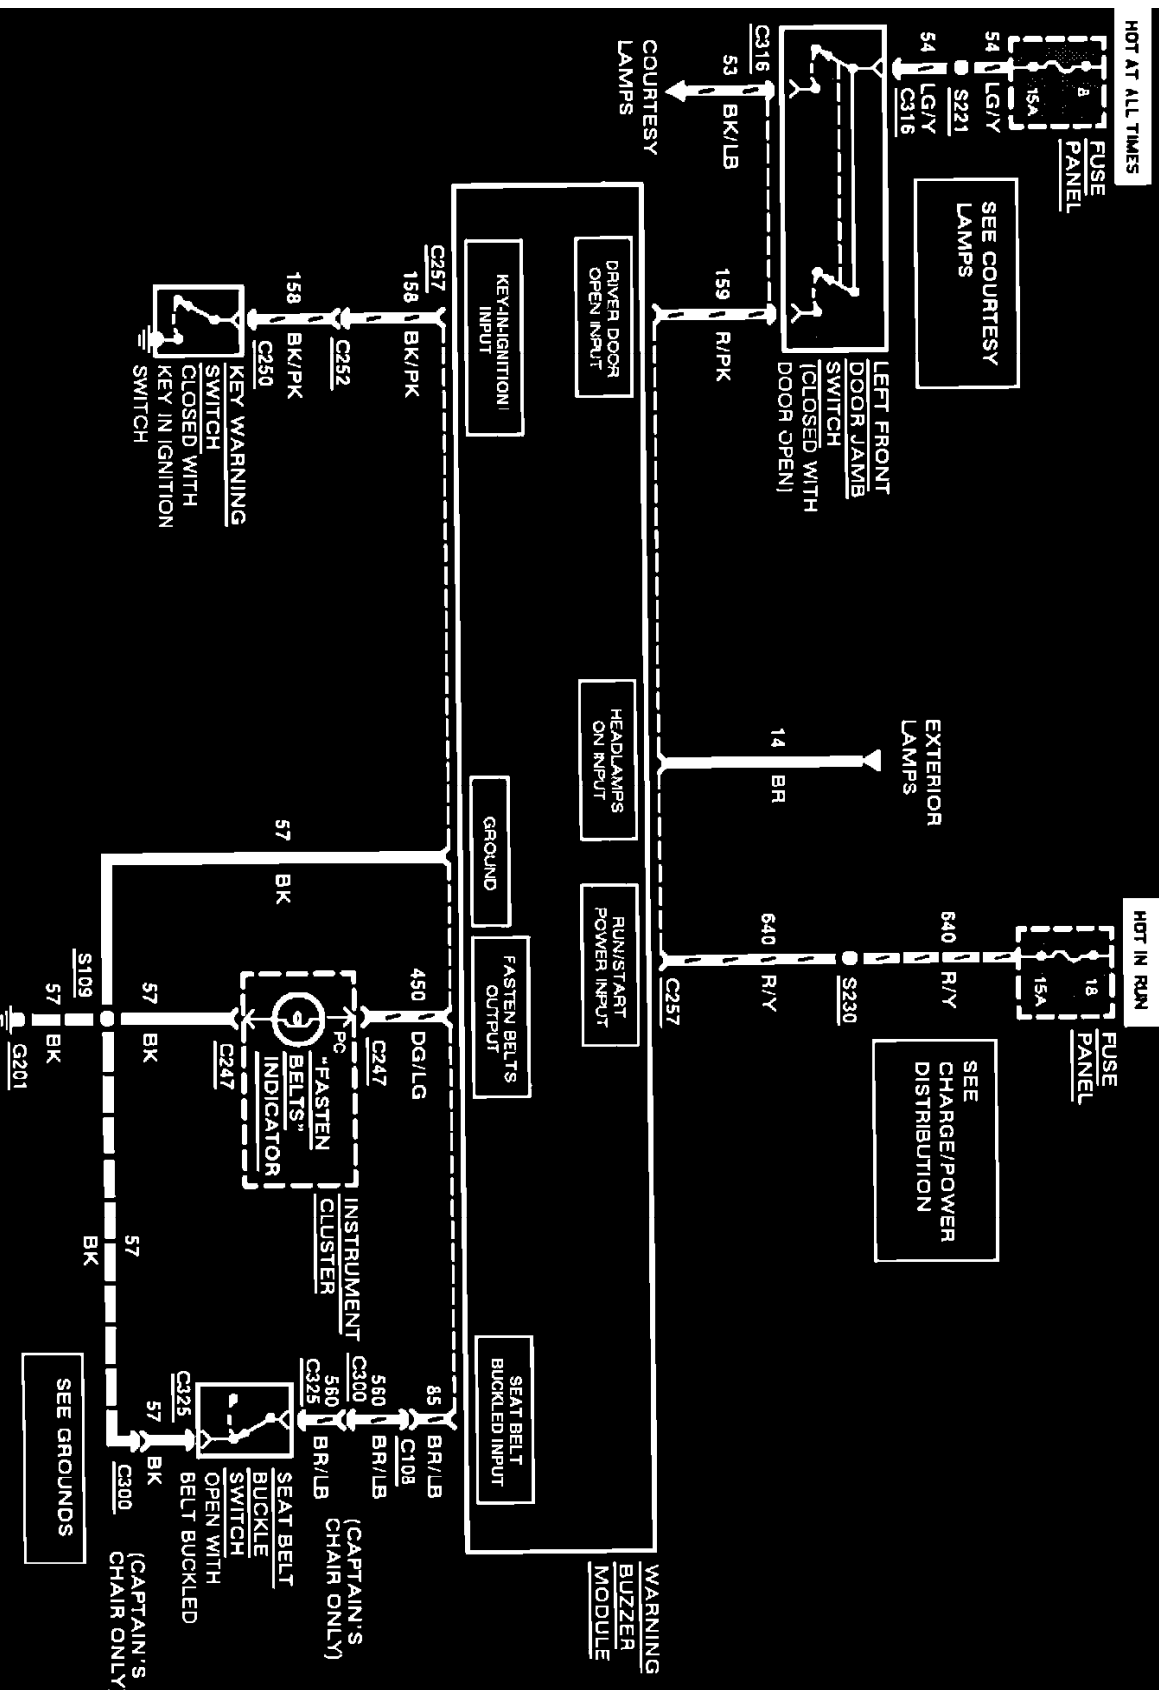 HOT AT ALL TIMES
FUSE
PANEL
8
15A
54 LG/Y
S221
54 LG/Y
C316
SEE COURTESY
LAMPS
LEFT FRONT
DOOR JAMB
SWITCH
(CLOSED WITH
DOOR OPEN)
C316
53 BK/LB
COURTESY
LAMPS
159 R/PK
EXTERIOR
LAMPS
14 BR
HOT IN RUN
FUSE
PANEL
18
15A
640 R/Y
S230
640 R/Y
C257
SEE
CHARGE/POWER
DISTRIBUTION
DRIVER DOOR
OPEN INPUT
HEADLAMPS
ON INPUT
RUN/START
POWER INPUT
WARNING
BUZZER
MODULE
KEY-IN-IGNITION
INPUT
GROUND
FASTEN BELTS
OUTPUT
SEAT BELT
BUCKLED INPUT
C257
158 BK/PK
C252
158 BK/PK
C250
KEY WARNING
SWITCH
CLOSED WITH
KEY IN IGNITION
SWITCH
57 BK
450 DG/LG
C247
PC
"FASTEN
BELTS"
INDICATOR
INSTRUMENT
CLUSTER
C247
57 BK
S109
57 BK
G201
57
BK
85 BR/LB
C108
560 BR/LB
C300
560 BR/LB
C325
(CAPTAIN'S
CHAIR ONLY)
SEAT BELT
BUCKLE
SWITCH
OPEN WITH
BELT BUCKLED
C325
57 BK
C300
(CAPTAIN'S
CHAIR ONLY
SEE GROUNDS